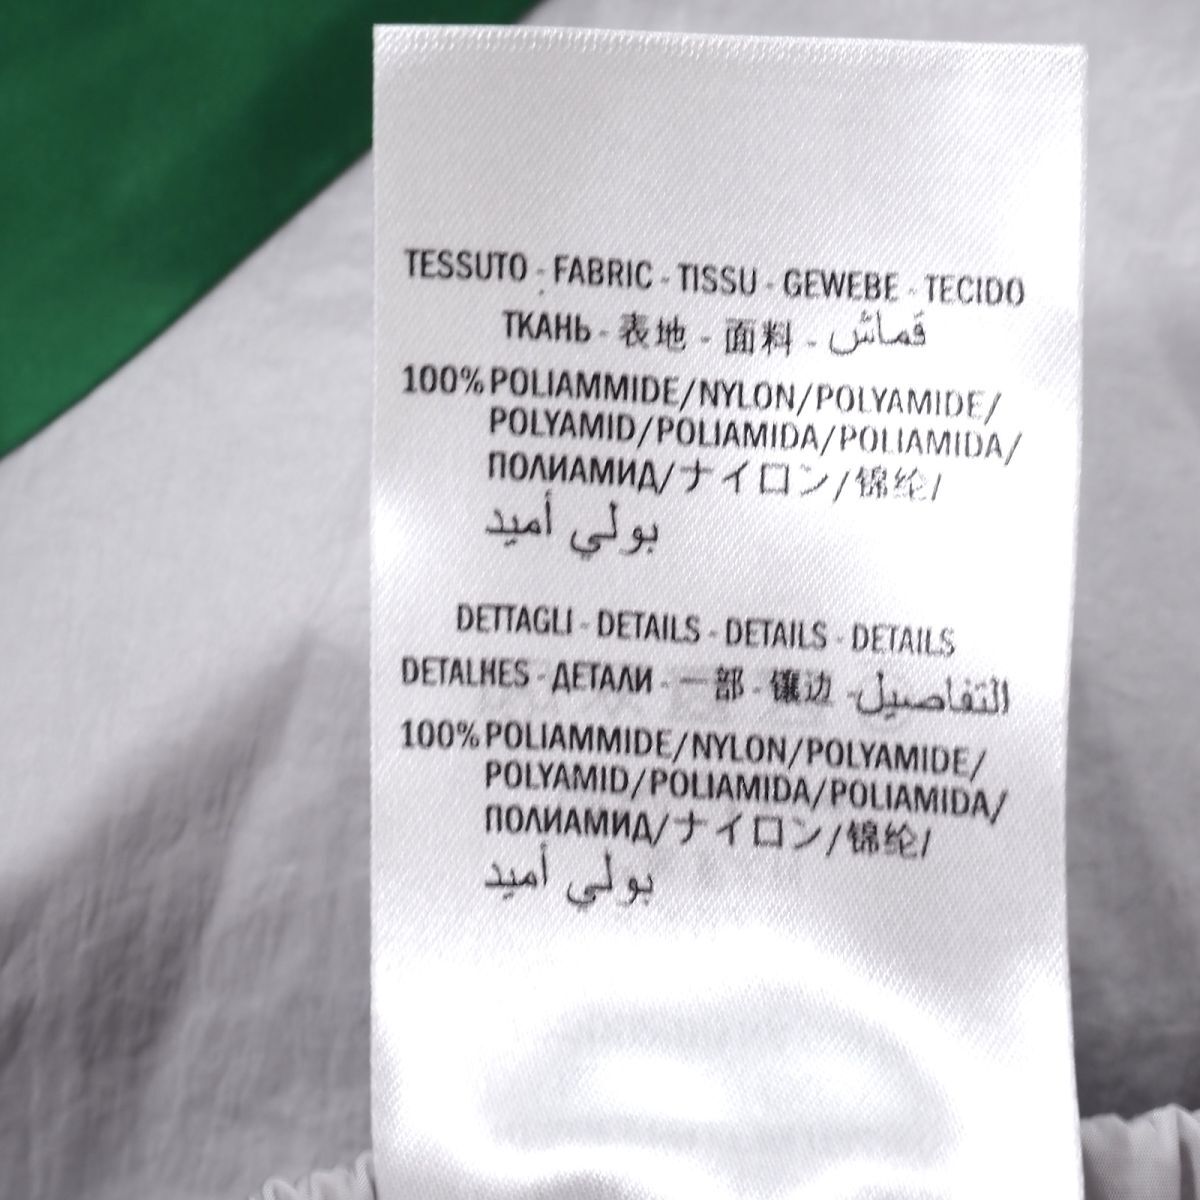 TESSUTO - FABRIC - TISSU - GEWEBE - TECIDO
ТКАНЬ - 表地 - 面料 - قماش
100% POLIAMMIDE/NYLON/POLYAMIDE/
POLYAMID/POLIAMIDA/POLIAMIDA/
ПОЛИАМИД/ナイロン/锦纶/
بولي أميد
DETTAGLI - DETAILS - DETAILS - DETAILS
DETALHES - ДЕТАЛИ - 一部 - 镶边 - التفاصيل
100% POLIAMMIDE/NYLON/POLYAMIDE/
POLYAMID/POLIAMIDA/POLIAMIDA/
ПОЛИАМИД/ナイロン/锦纶/
بولي أميد